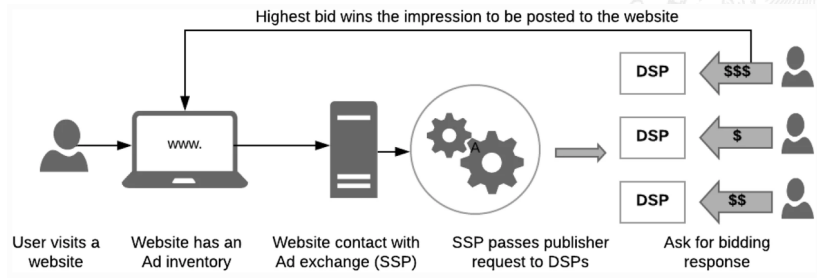 Highest bid wins the impression to be posted to the website
DSP
$$$
www.
A
DSP
$
DSP
$$
User visits a
website
Website has an
Ad inventory
Website contact with
Ad exchange (SSP)
SSP passes publisher
request to DSPs
Ask for bidding
response